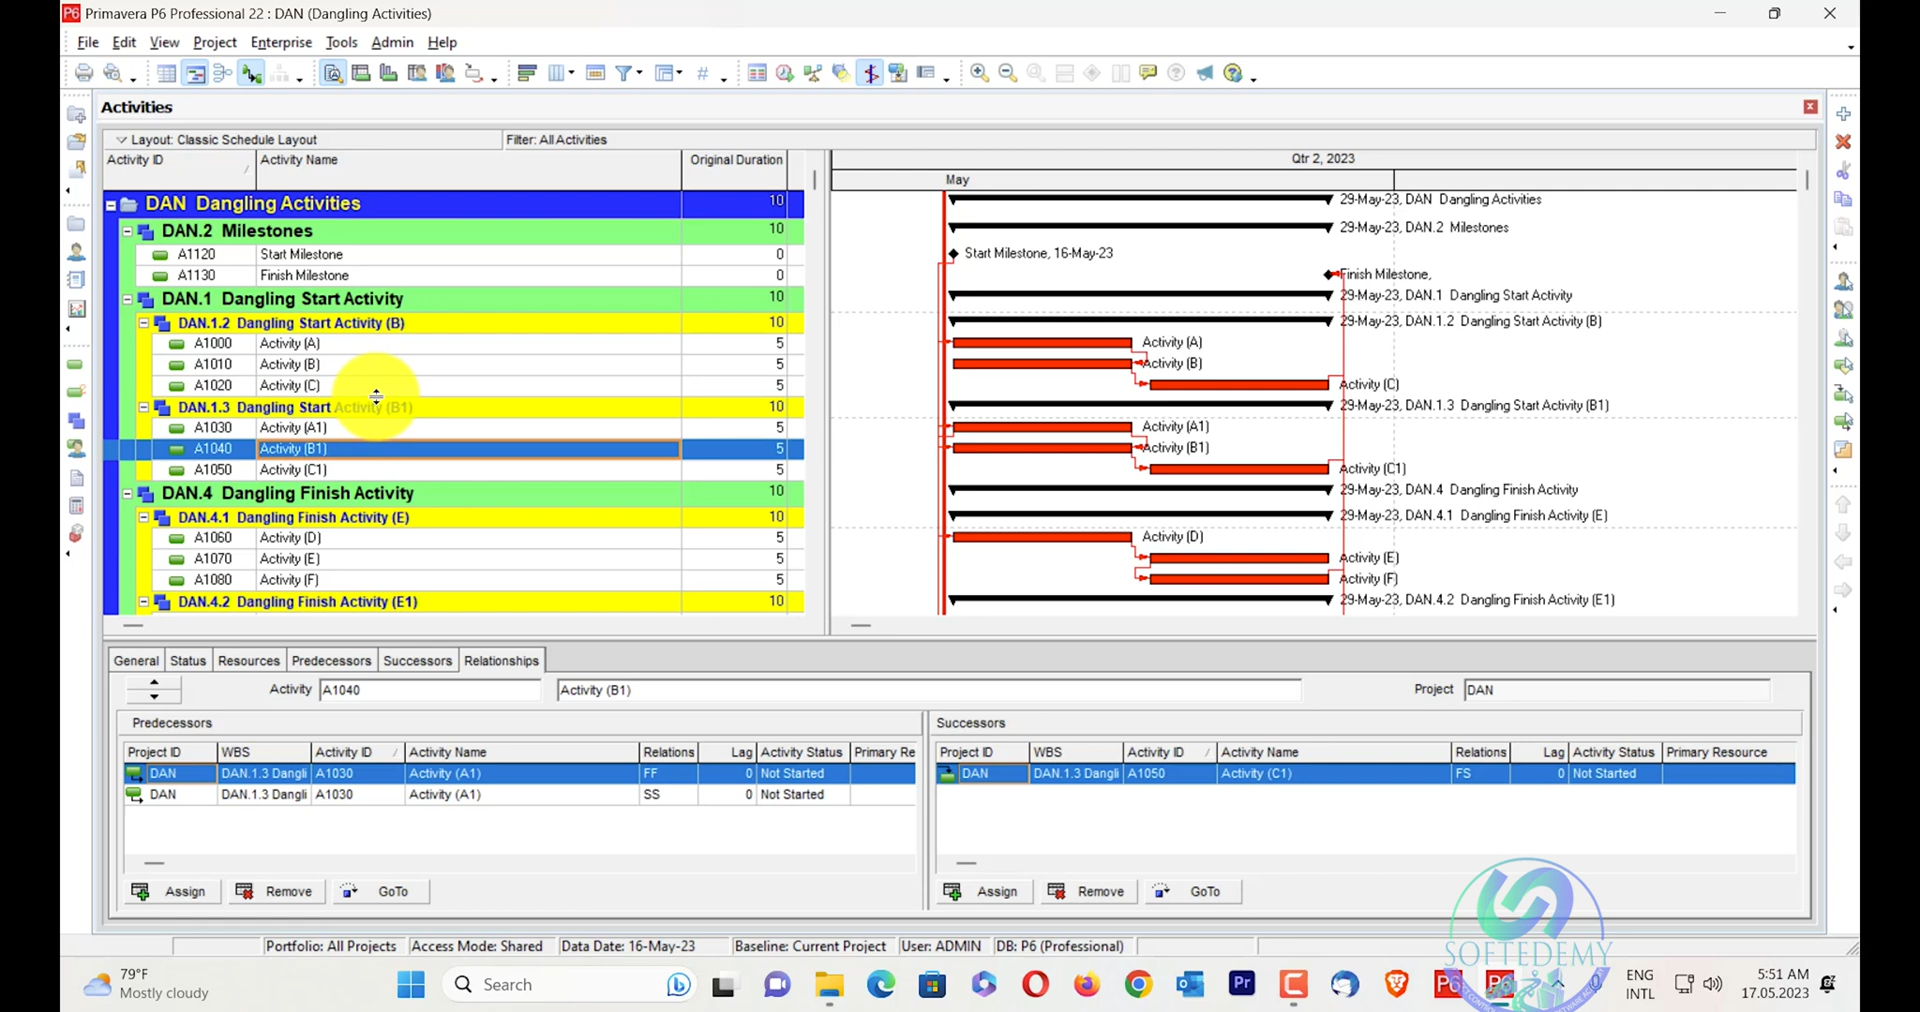 Primavera P6 Professional 22 : DAN (Dangling Activities)
File Edit View Project Enterprise Tools Admin Help
Activities
Layout: Classic Schedule Layout Filter: All Activities
Activity ID Activity Name Original Duration Qtr 2, 2023
May
DAN Dangling Activities 10 29-May-23, DAN Dangling Activities
DAN.2 Milestones 10 29-May-23, DAN.2 Milestones
A1120 Start Milestone 0 Start Milestone, 16-May-23
A1130 Finish Milestone 0 Finish Milestone,
DAN.1 Dangling Start Activity 10 29-May-23, DAN.1 Dangling Start Activity
DAN.1.2 Dangling Start Activity (B) 10 29-May-23, DAN.1.2 Dangling Start Activity (B)
A1000 Activity (A) 5 Activity (A)
A1010 Activity (B) 5 Activity (B)
A1020 Activity (C) 5 Activity (C)
DAN.1.3 Dangling Start Activity (B1) 10 29-May-23, DAN.1.3 Dangling Start Activity (B1)
A1030 Activity (A1) 5 Activity (A1)
A1040 Activity (B1) 5 Activity (B1)
A1050 Activity (C1) 5 Activity (C1)
DAN.4 Dangling Finish Activity 10 29-May-23, DAN.4 Dangling Finish Activity
DAN.4.1 Dangling Finish Activity (E) 10 29-May-23, DAN.4.1 Dangling Finish Activity (E)
A1060 Activity (D) 5 Activity (D)
A1070 Activity (E) 5 Activity (E)
A1080 Activity (F) 5 Activity (F)
DAN.4.2 Dangling Finish Activity (E1) 10 29-May-23, DAN.4.2 Dangling Finish Activity (E1)
General Status Resources Predecessors Successors Relationships
Activity A1040 Activity (B1) Project DAN
Predecessors Successors
Project ID WBS Activity ID Activity Name Relations Lag Activity Status Primary Re Project ID WBS Activity ID Activity Name Relations Lag Activity Status Primary Resource
DAN DAN.1.3 Dangli A1030 Activity (A1) FF 0 Not Started DAN DAN.1.3 Dangli A1050 Activity (C1) FS 0 Not Started
DAN DAN.1.3 Dangli A1030 Activity (A1) SS 0 Not Started
Assign Remove GoTo Assign Remove GoTo
Portfolio: All Projects Access Mode: Shared Data Date: 16-May-23 Baseline: Current Project User: ADMIN DB: P6 (Professional)
SOFTEDEMY
79°F
Mostly cloudy
Search
ENG
INTL
5:51 AM
17.05.2023